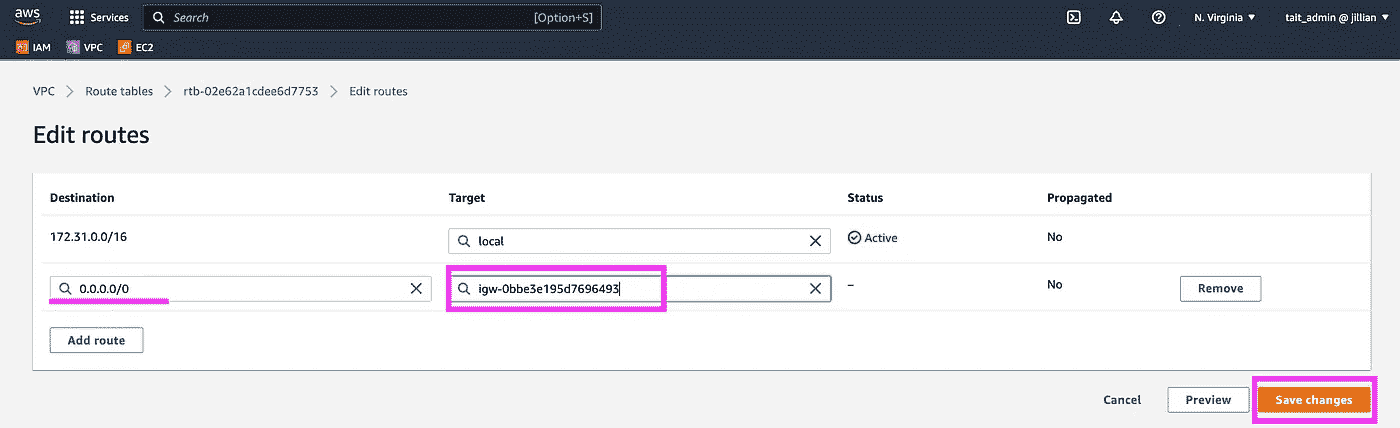 aws Services Search [Option+S] N. Virginia ▼ tait_admin @ jillian ▼
IAM VPC EC2
VPC > Route tables > rtb-02e62a1cdee6d7753 > Edit routes
Edit routes
Destination Target Status Propagated
172.31.0.0/16 local Active No
0.0.0.0/0 igw-0bbe3e195d7696493 – No Remove
Add route
Cancel Preview Save changes